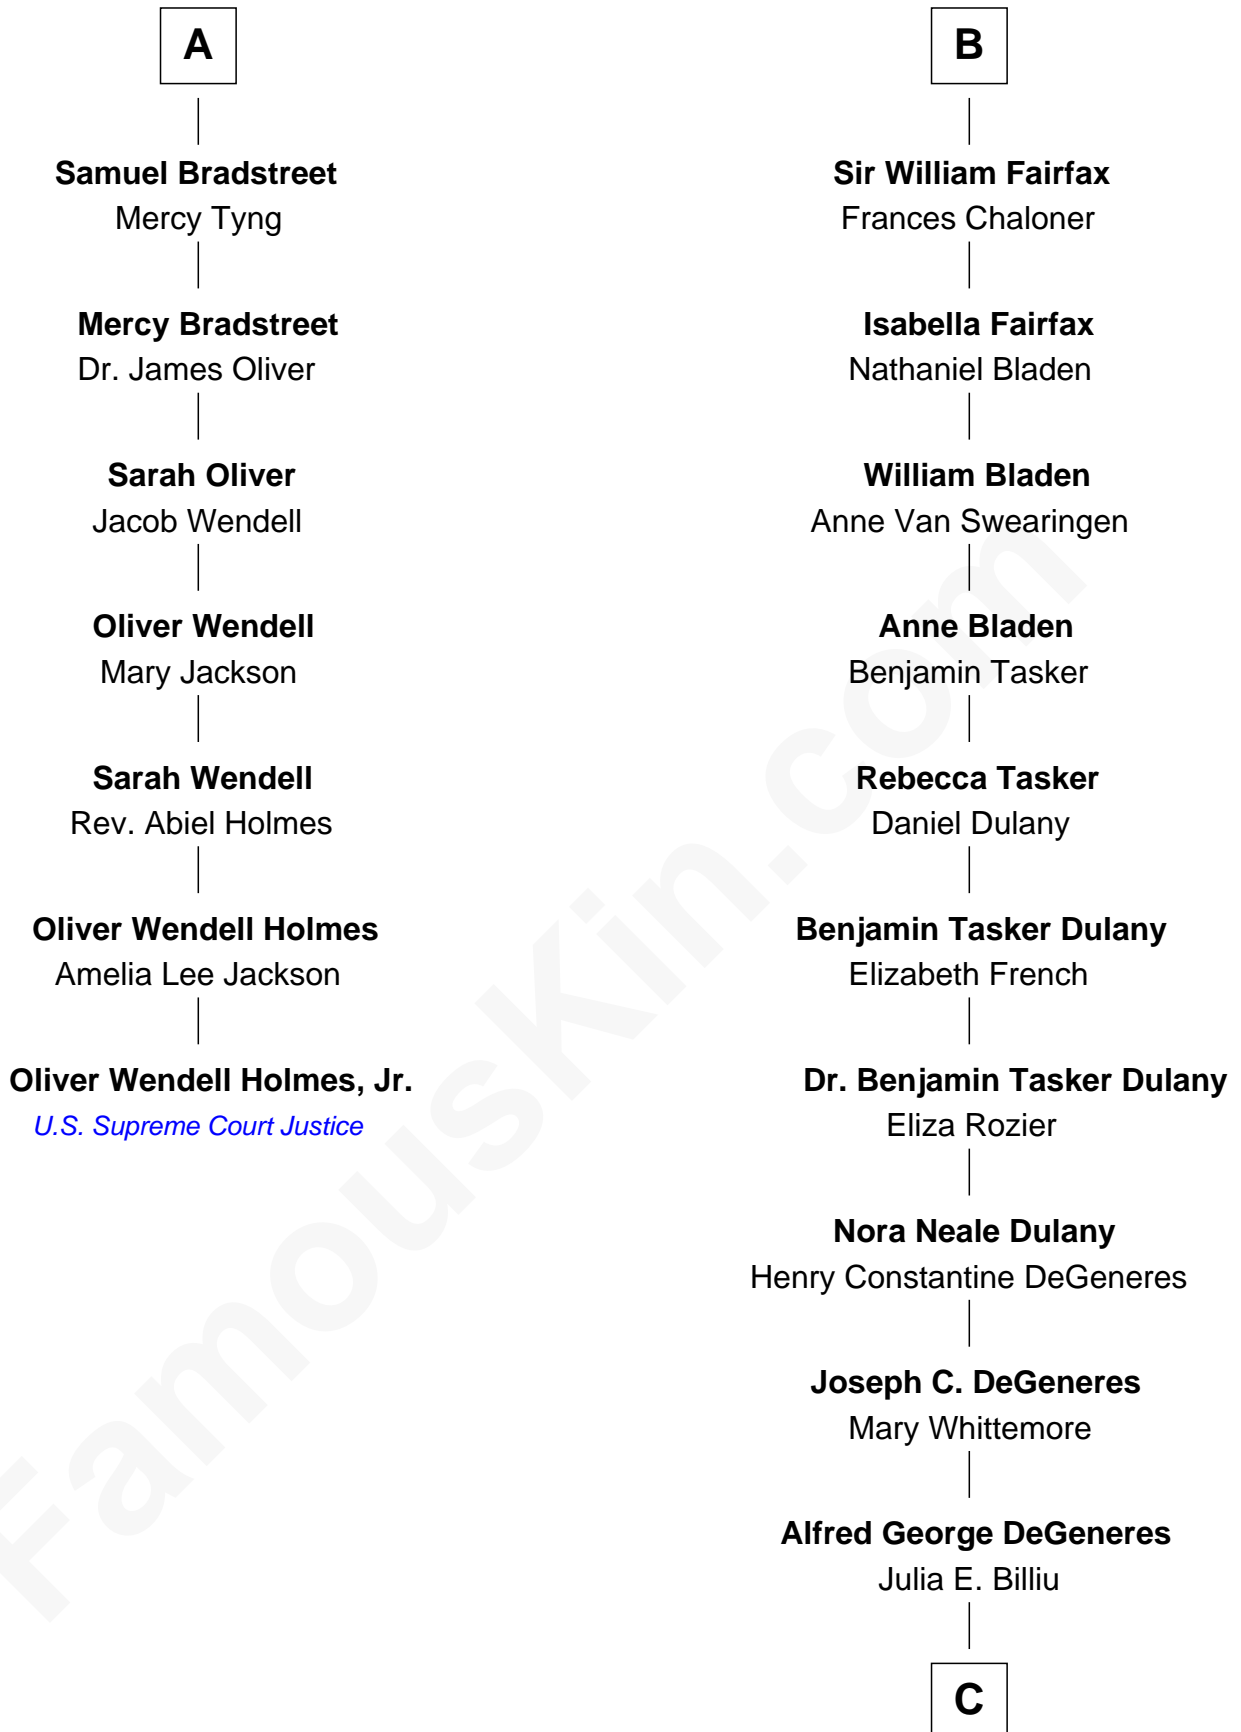 A
Samuel Bradstreet
Mercy Tyng
Mercy Bradstreet
Dr. James Oliver
Sarah Oliver
Jacob Wendell
Oliver Wendell
Mary Jackson
Sarah Wendell
Rev. Abiel Holmes
Oliver Wendell Holmes
Amelia Lee Jackson
Oliver Wendell Holmes, Jr.
U.S. Supreme Court Justice
B
Sir William Fairfax
Frances Chaloner
Isabella Fairfax
Nathaniel Bladen
William Bladen
Anne Van Swearingen
Anne Bladen
Benjamin Tasker
Rebecca Tasker
Daniel Dulany
Benjamin Tasker Dulany
Elizabeth French
Dr. Benjamin Tasker Dulany
Eliza Rozier
Nora Neale Dulany
Henry Constantine DeGeneres
Joseph C. DeGeneres
Mary Whittemore
Alfred George DeGeneres
Julia E. Billiu
C
FamousKin.com